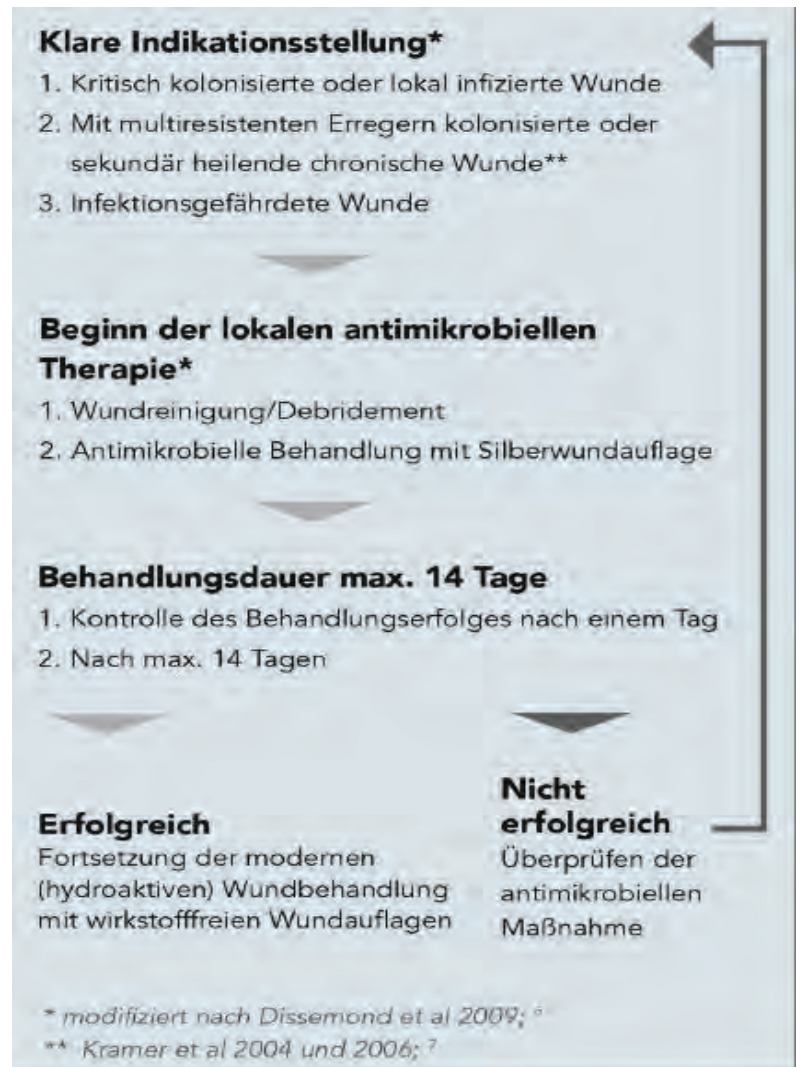 Klare Indikationsstellung*
1. Kritisch kolonisierte oder lokal infizierte Wunde
2. Mit multiresistenten Erregern kolonisierte oder
sekundär heilende chronische Wunde**
3. Infektionsgefährdete Wunde
Beginn der lokalen antimikrobiellen
Therapie*
1. Wundreinigung/Debridement
2. Antimikrobielle Behandlung mit Silberwundauflage
Behandlungsdauer max. 14 Tage
1. Kontrolle des Behandlungserfolges nach einem Tag
2. Nach max. 14 Tagen
Erfolgreich
Fortsetzung der modernen
(hydroaktiven) Wundbehandlung
mit wirkstofffreien Wundauflagen
Nicht
erfolgreich
Überprüfen der
antimikrobiellen
Maßnahme
* modifiziert nach Dissemond et al 2009;
** Kramer et al 2004 und 2006; 7